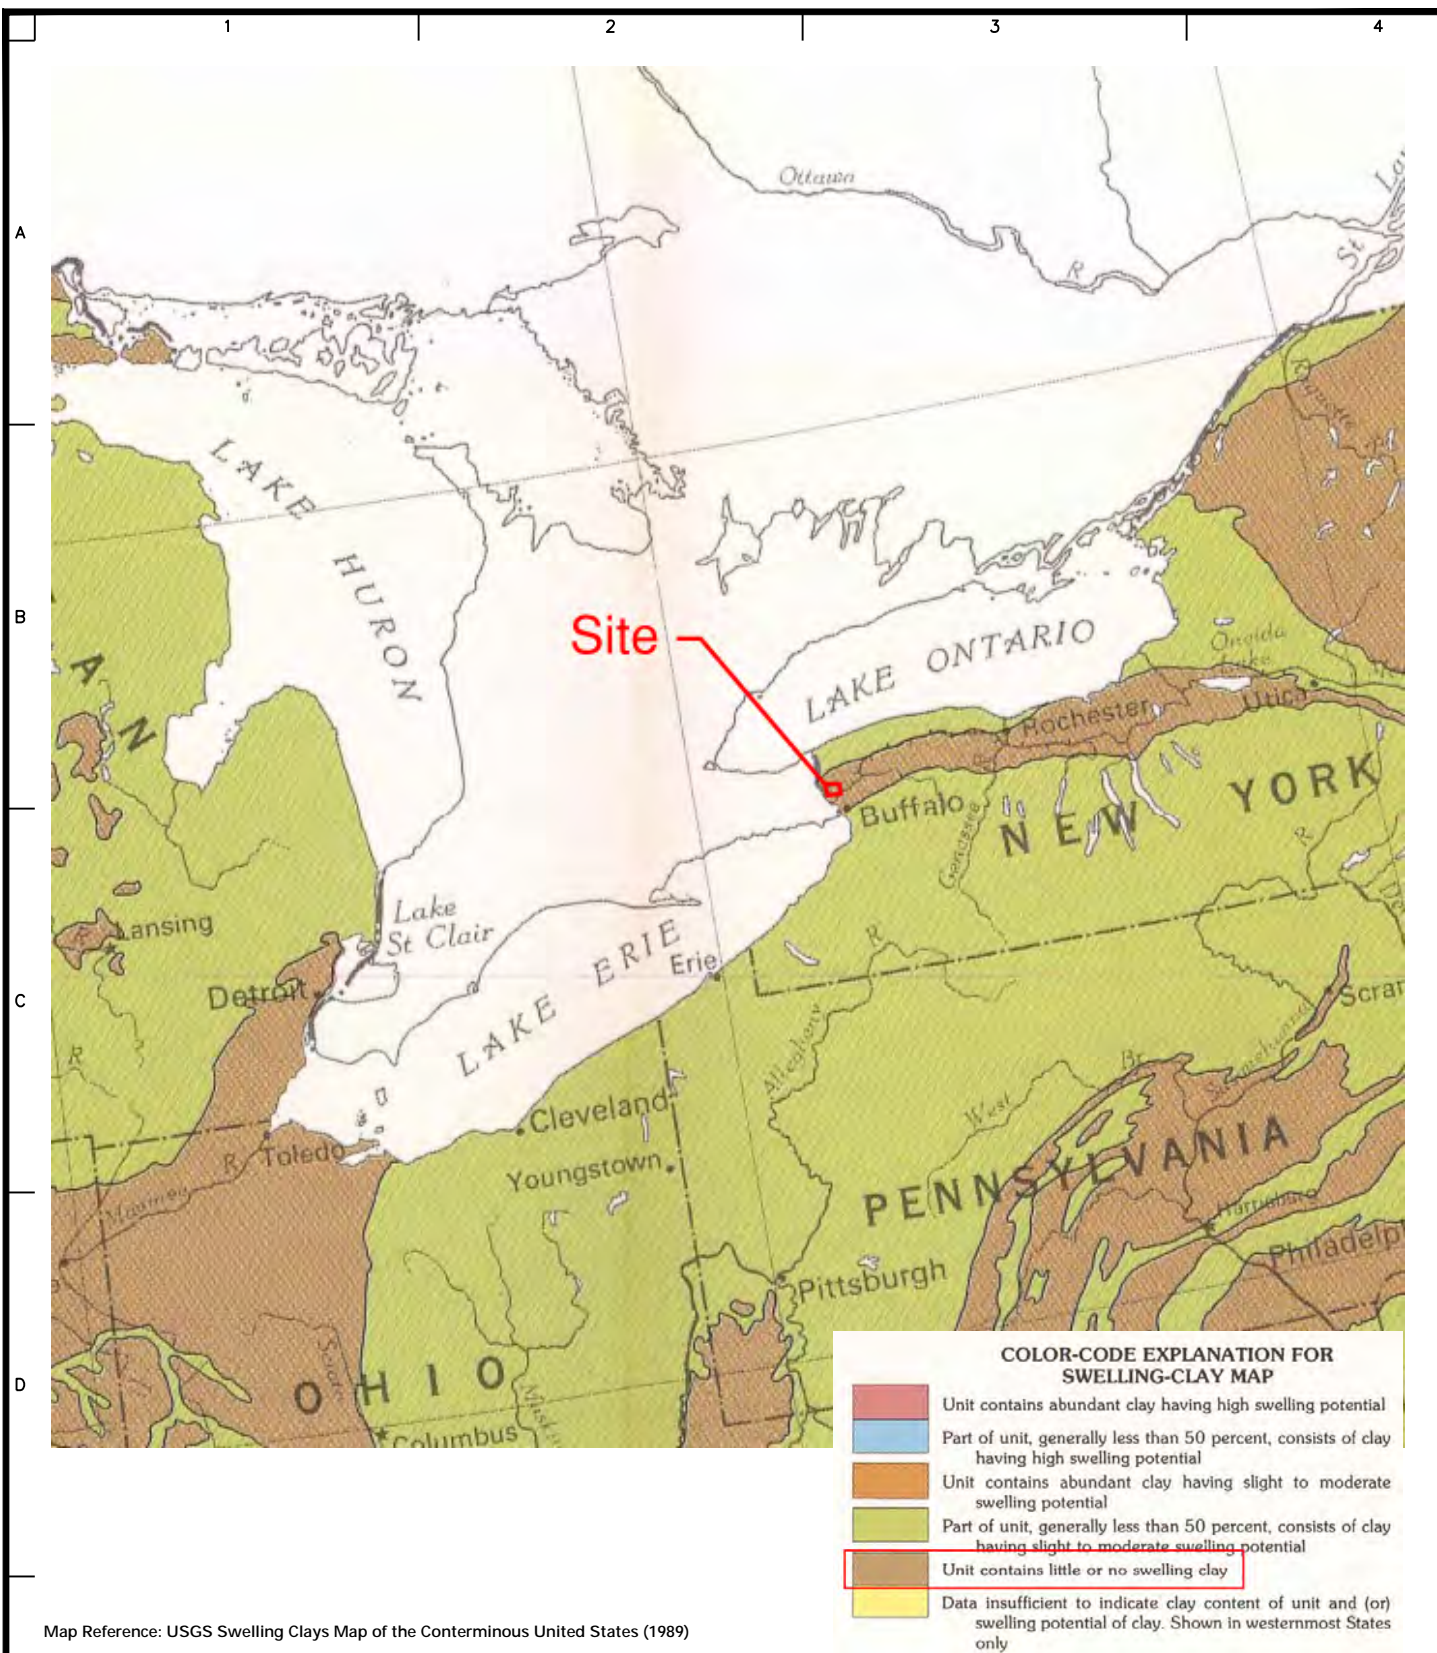 1 2 3 4
A
B
C
D
Ottawa
R
St
LAKE HURON
Site
LAKE ONTARIO
Oneida
Lake
Rochester
Utica
Buffalo
NEW YORK
Genessee
R
Lansing
Lake
St Clair
Detroit
LAKE ERIE
Erie
R
R
Allegheny
Scran
Susquehanna
West
Br
Cleveland
Youngstown
Toledo
R
Maumee
PENNSYLVANIA
Harrisburg
Philadelp
Pittsburgh
OHIO
Columbus
COLOR-CODE EXPLANATION FOR
SWELLING-CLAY MAP
Unit contains abundant clay having high swelling potential
Part of unit, generally less than 50 percent, consists of clay
having high swelling potential
Unit contains abundant clay having slight to moderate
swelling potential
Part of unit, generally less than 50 percent, consists of clay
having slight to moderate swelling potential
Unit contains little or no swelling clay
Data insufficient to indicate clay content of unit and (or)
swelling potential of clay. Shown in westernmost States
only
Map Reference: USGS Swelling Clays Map of the Conterminous United States (1989)